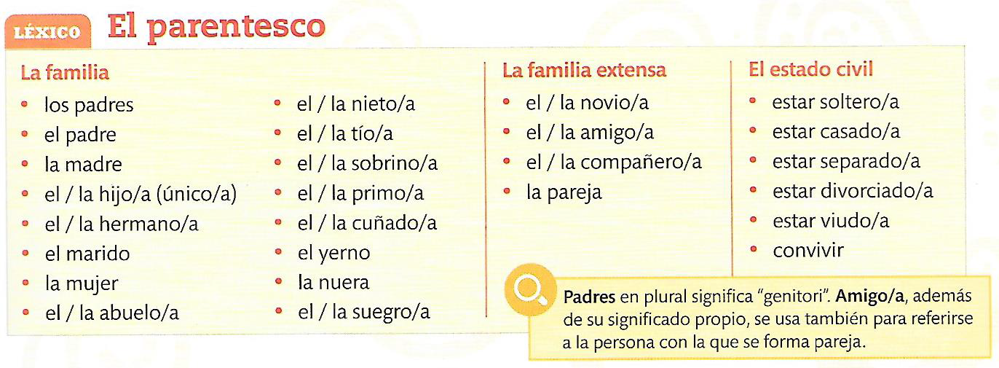 LÉXICO
El parentesco
La familia
• los padres
• el padre
• la madre
• el / la hijo/a (único/a)
• el / la hermano/a
• el marido
• la mujer
• el / la abuelo/a
• el / la nieto/a
• el / la tío/a
• el / la sobrino/a
• el / la primo/a
• el / la cuñado/a
• el yerno
• la nuera
• el / la suegro/a
La familia extensa
• el / la novio/a
• el / la amigo/a
• el / la compañero/a
• la pareja
El estado civil
• estar soltero/a
• estar casado/a
• estar separado/a
• estar divorciado/a
• estar viudo/a
• convivir
Padres en plural significa “genitori”. Amigo/a, además
de su significado propio, se usa también para referirse
a la persona con la que se forma pareja.